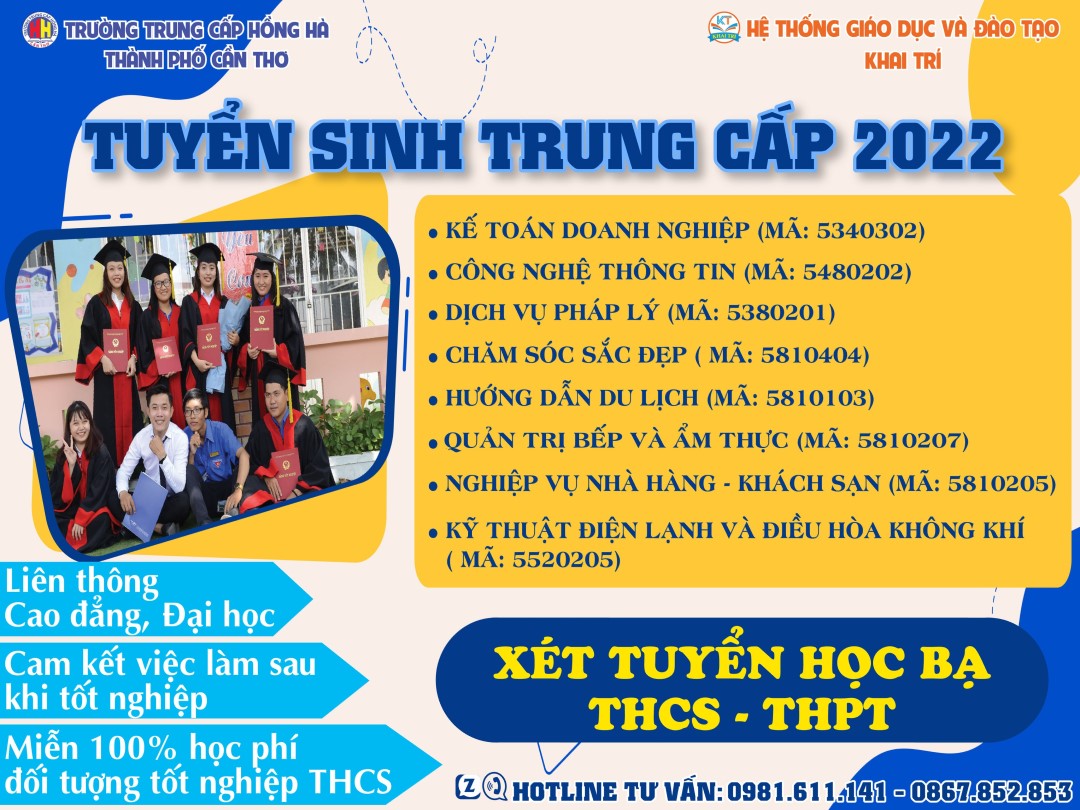 TRƯỜNG TRUNG CẤP HỒNG HÀ
THÀNH PHỐ CẦN THƠ
KT
KHAI TRÍ
HỆ THỐNG GIÁO DỤC VÀ ĐÀO TẠO
KHAI TRÍ
TUYỂN SINH TRUNG CẤP 2022
• KẾ TOÁN DOANH NGHIỆP (MÃ: 5340302)
• CÔNG NGHỆ THÔNG TIN (MÃ: 5480202)
• DỊCH VỤ PHÁP LÝ (MÃ: 5380201)
• CHĂM SÓC SẮC ĐẸP ( MÃ: 5810404)
• HƯỚNG DẪN DU LỊCH (MÃ: 5810103)
• QUẢN TRỊ BẾP VÀ ẨM THỰC (MÃ: 5810207)
• NGHIỆP VỤ NHÀ HÀNG - KHÁCH SẠN (MÃ: 5810205)
• KỸ THUẬT ĐIỆN LẠNH VÀ ĐIỀU HÒA KHÔNG KHÍ
( MÃ: 5520205)
Liên thông
Cao đẳng, Đại học
Cam kết việc làm sau
khi tốt nghiệp
Miễn 100% học phí
đối tượng tốt nghiệp THCS
XÉT TUYỂN HỌC BẠ
THCS - THPT
HOTLINE TƯ VẤN: 0981.611.141 - 0867.852.853